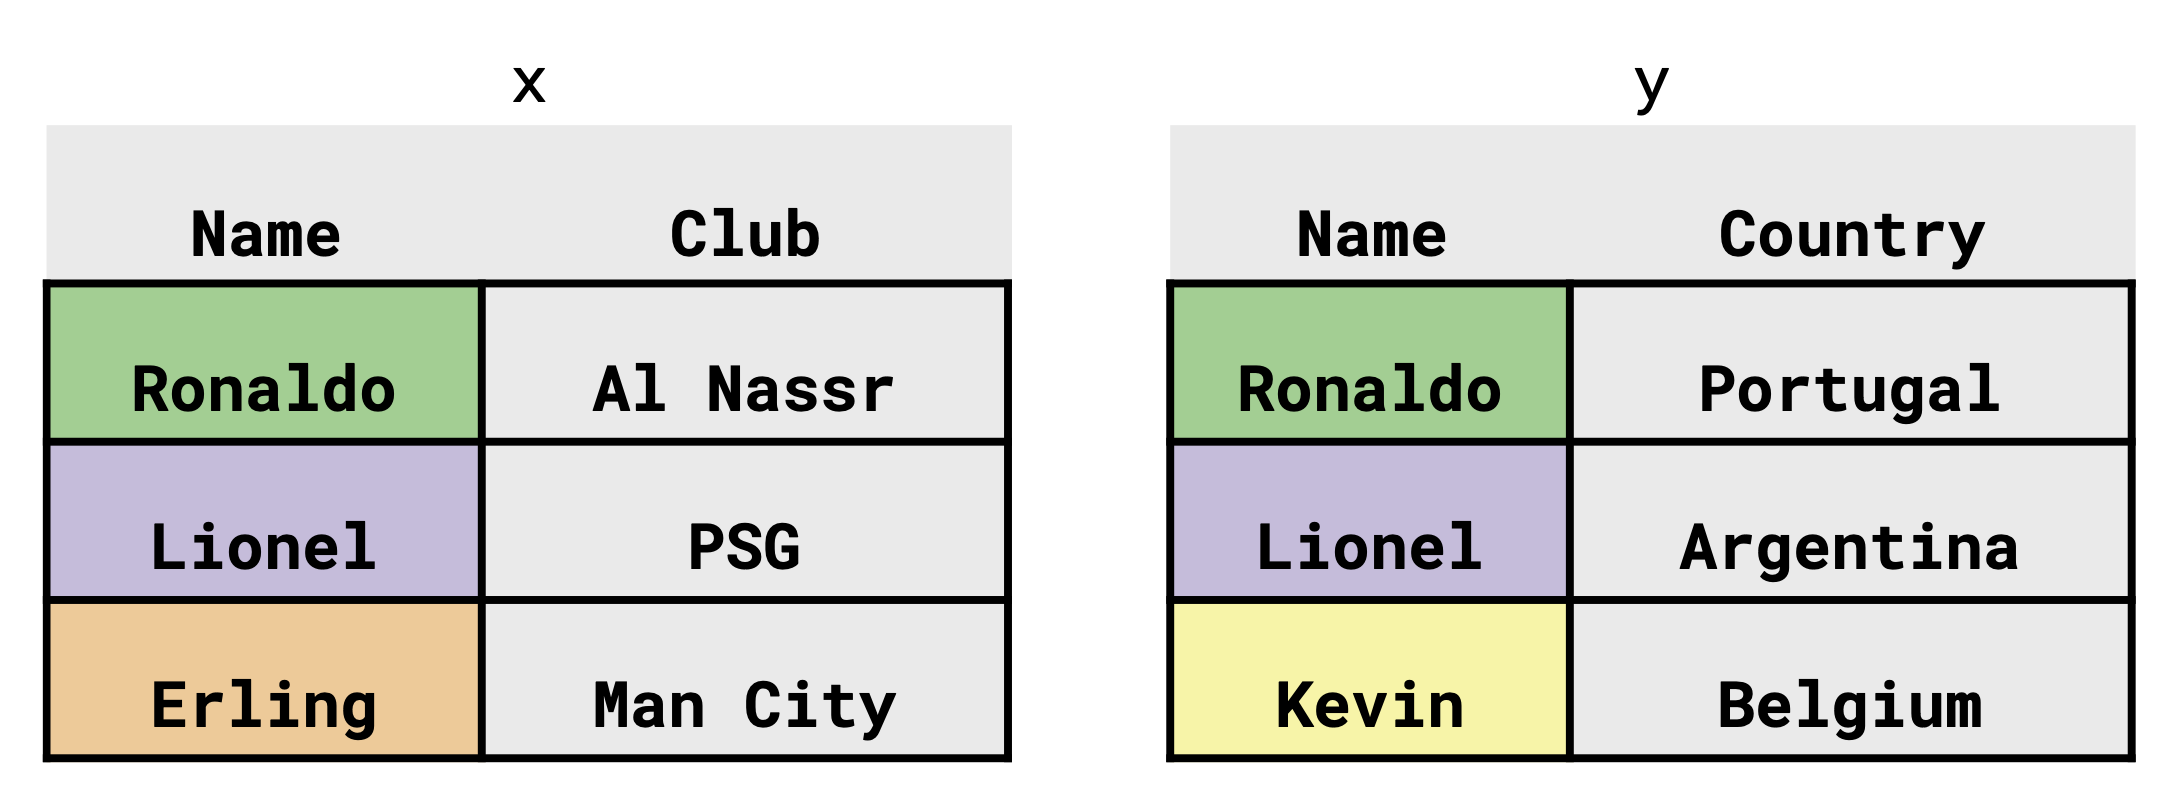 x
Name Club
Ronaldo Al Nassr
Lionel PSG
Erling Man City
y
Name Country
Ronaldo Portugal
Lionel Argentina
Kevin Belgium